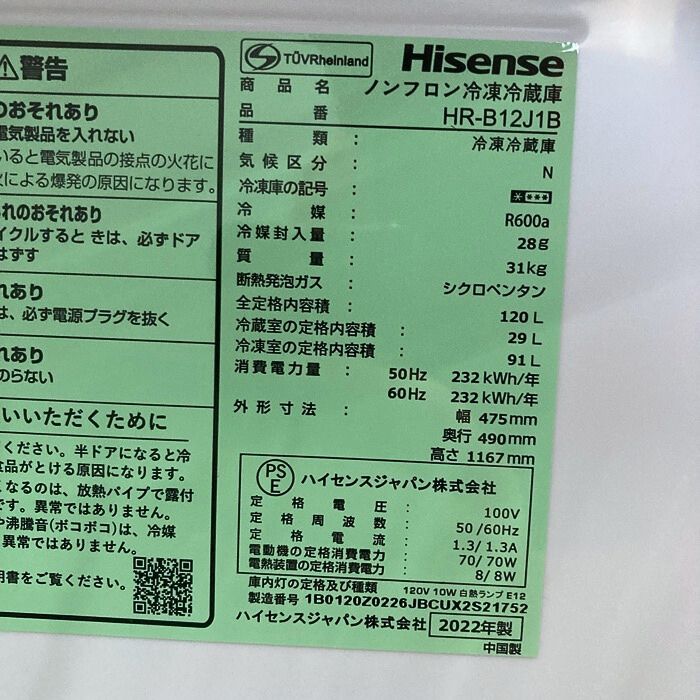 警告
のおそれあり
電気製品を入れない
いると電気製品の接点の火花に
火による爆発の原因になります。
れのおそれあり
イクルするときは、必ずドア
はずす
れあり
は、必ず電源プラグを抜く
れあり
のらない
いいただくために
ください。半ドアになると冷
食品がとける原因になります。
くなるのは、放熱パイプで露付
です。異常ではありません。
や沸騰音(ボコボコ)は、冷媒
異常ではありません。
明書をご覧ください。
TÜVRheinland
Hisense
商品名 ノンフロン冷凍冷蔵庫
品番 HR-B12J1B
種類 : 冷凍冷蔵庫
気候区分 : N
冷凍庫の記号 : ****
冷媒 : R600a
冷媒封入量 : 28g
質量 : 31kg
断熱発泡ガス : シクロペンタン
全定格内容積 : 120 L
冷蔵室の定格内容積 : 29 L
冷凍室の定格内容積 : 91 L
消費電力量 : 50Hz 232 kWh/年
60Hz 232 kWh/年
外形寸法 : 幅 475mm
奥行 490mm
高さ 1167mm
PSE ハイセンスジャパン株式会社
定格電圧 : 100V
定格周波数 : 50/60Hz
定格電流 : 1.3/1.3A
電動機の定格消費電力 : 70/70W
電熱装置の定格消費電力 : 8/8W
庫内灯の定格及び種類 120V 10W 白熱ランプ E12
製造番号 1B0120Z0226JBCUX2S21752
ハイセンスジャパン株式会社 2022年製
中国製